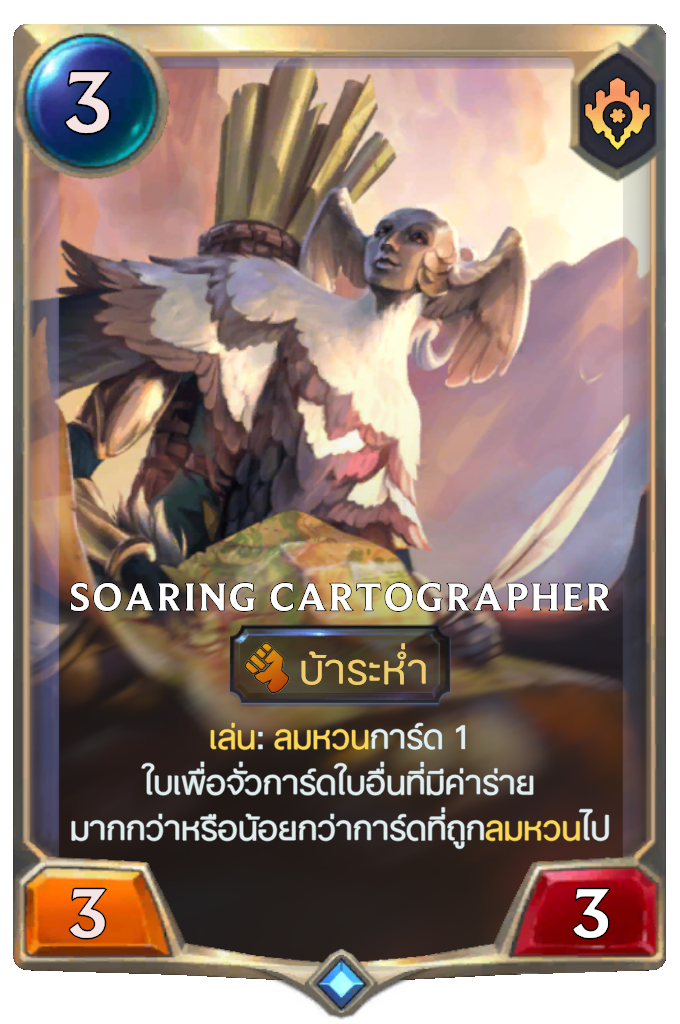 3
SOARING CARTOGRAPHER
บ้าระห่ำ
เล่น: ลมหวนการ์ด 1
ใบเพื่อจั่วการ์ดใบอื่นที่มีค่าร่าย
มากกว่าหรือน้อยกว่าการ์ดที่ถูกลมหวนไป
3
3